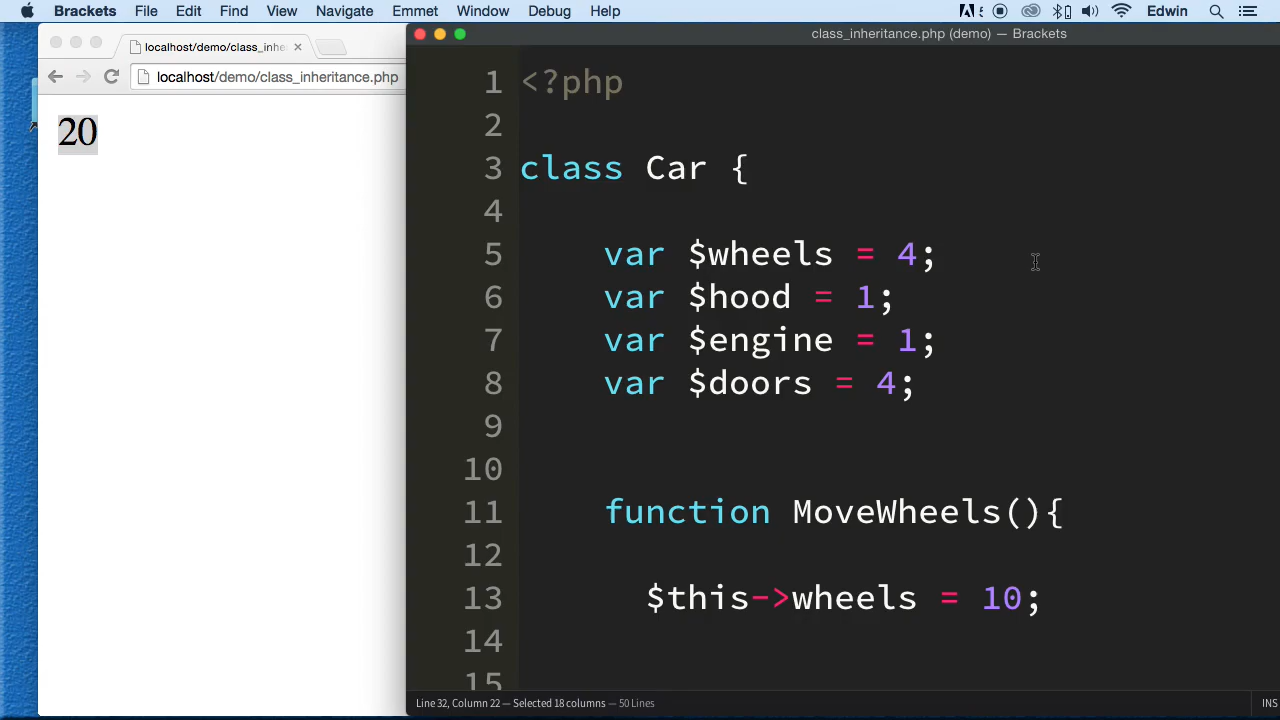 Brackets File Edit Find View Navigate Emmet Window Debug Help Edwin
localhost/demo/class_inhe
localhost/demo/class_inheritance.php
20
class_inheritance.php (demo) — Brackets
1 <?php
2
3 class Car {
4
5 var $wheels = 4;
6 var $hood = 1;
7 var $engine = 1;
8 var $doors = 4;
9
10
11 function MoveWheels(){
12
13 $this->wheels = 10;
14
15
Line 32, Column 22 — Selected 18 columns — 50 Lines
INS